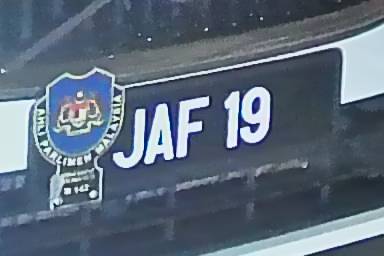 AHLI PARLIMEN MALAYSIA
JAF 19